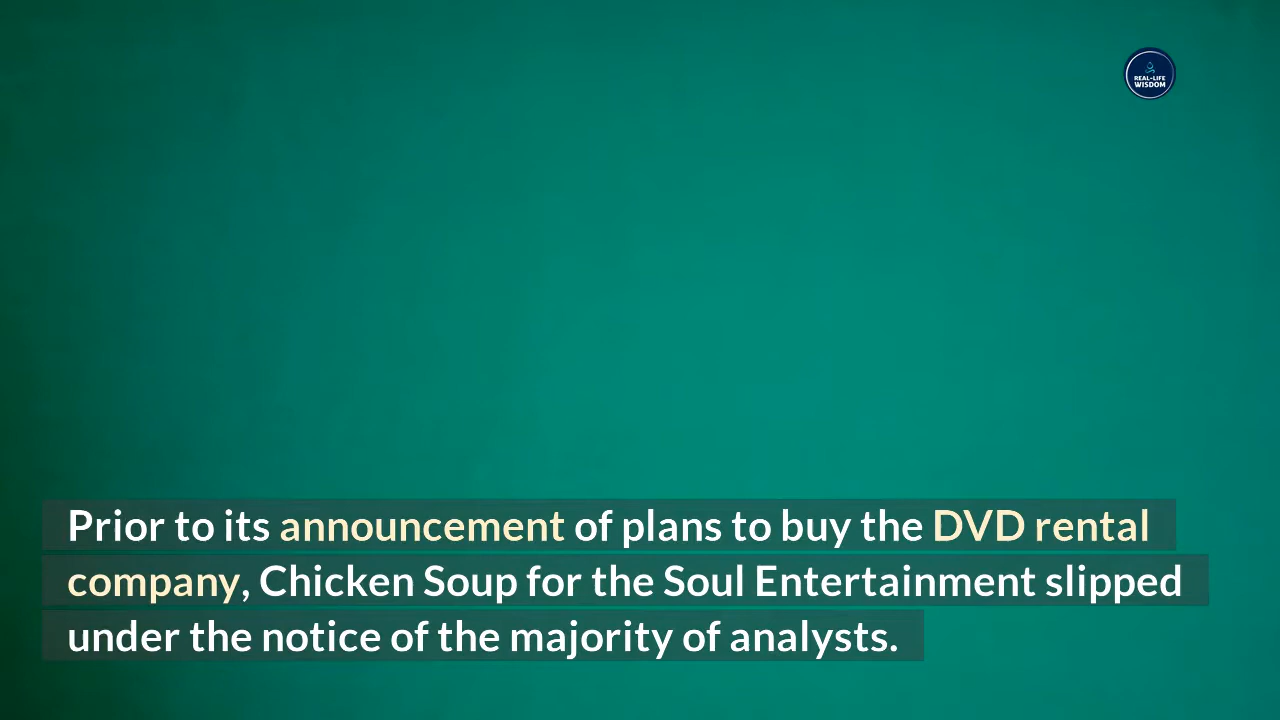 REAL-LIFE
WISDOM
Prior to its announcement of plans to buy the DVD rental
company, Chicken Soup for the Soul Entertainment slipped
under the notice of the majority of analysts.